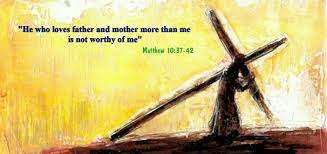 "He who loves father and mother more than me
is not worthy of me"
Matthew 10:37-42